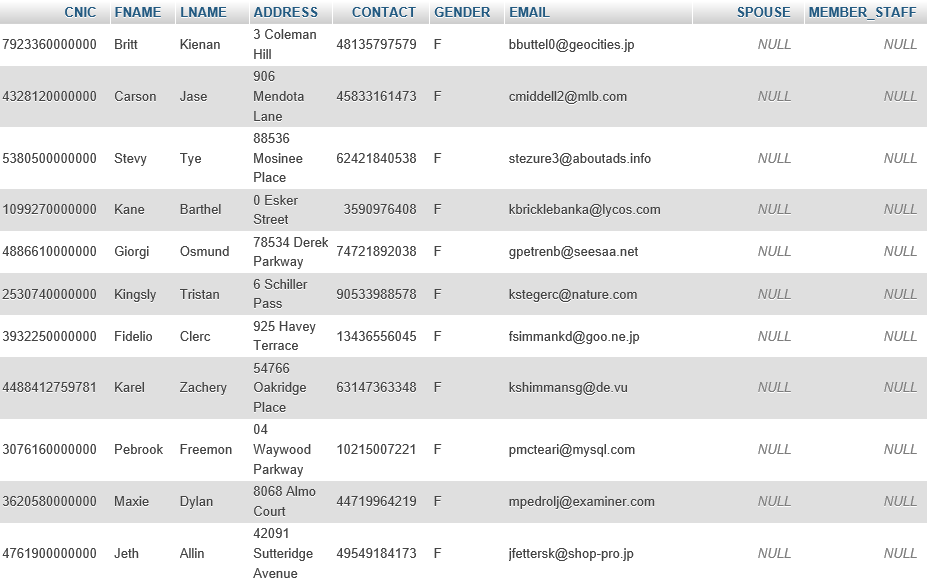 CNIC FNAME LNAME ADDRESS CONTACT GENDER EMAIL SPOUSE MEMBER_STAFF
7923360000000 Britt Kienan 3 Coleman Hill 48135797579 F bbuttel0@geocities.jp NULL NULL
4328120000000 Carson Jase 906 Mendota Lane 45833161473 F cmiddell2@mlb.com NULL NULL
5380500000000 Stevy Tye 88536 Mosinee Place 62421840538 F stezure3@aboutads.info NULL NULL
1099270000000 Kane Barthel 0 Esker Street 3590976408 F kbricklebanka@lycos.com NULL NULL
4886610000000 Giorgi Osmund 78534 Derek Parkway 74721892038 F gpetrenb@seesaa.net NULL NULL
2530740000000 Kingsly Tristan 6 Schiller Pass 90533988578 F kstegerc@nature.com NULL NULL
3932250000000 Fidelio Clerc 925 Havey Terrace 13436556045 F fsimmankd@goo.ne.jp NULL NULL
4488412759781 Karel Zachery 54766 Oakridge Place 63147363348 F kshimmansg@de.vu NULL NULL
3076160000000 Pebrook Freemon 04 Waywood Parkway 10215007221 F pmcteari@mysql.com NULL NULL
3620580000000 Maxie Dylan 8068 Almo Court 44719964219 F mpedrolj@examiner.com NULL NULL
4761900000000 Jeth Allin 42091 Sutteridge Avenue 49549184173 F jfettersk@shop-pro.jp NULL NULL